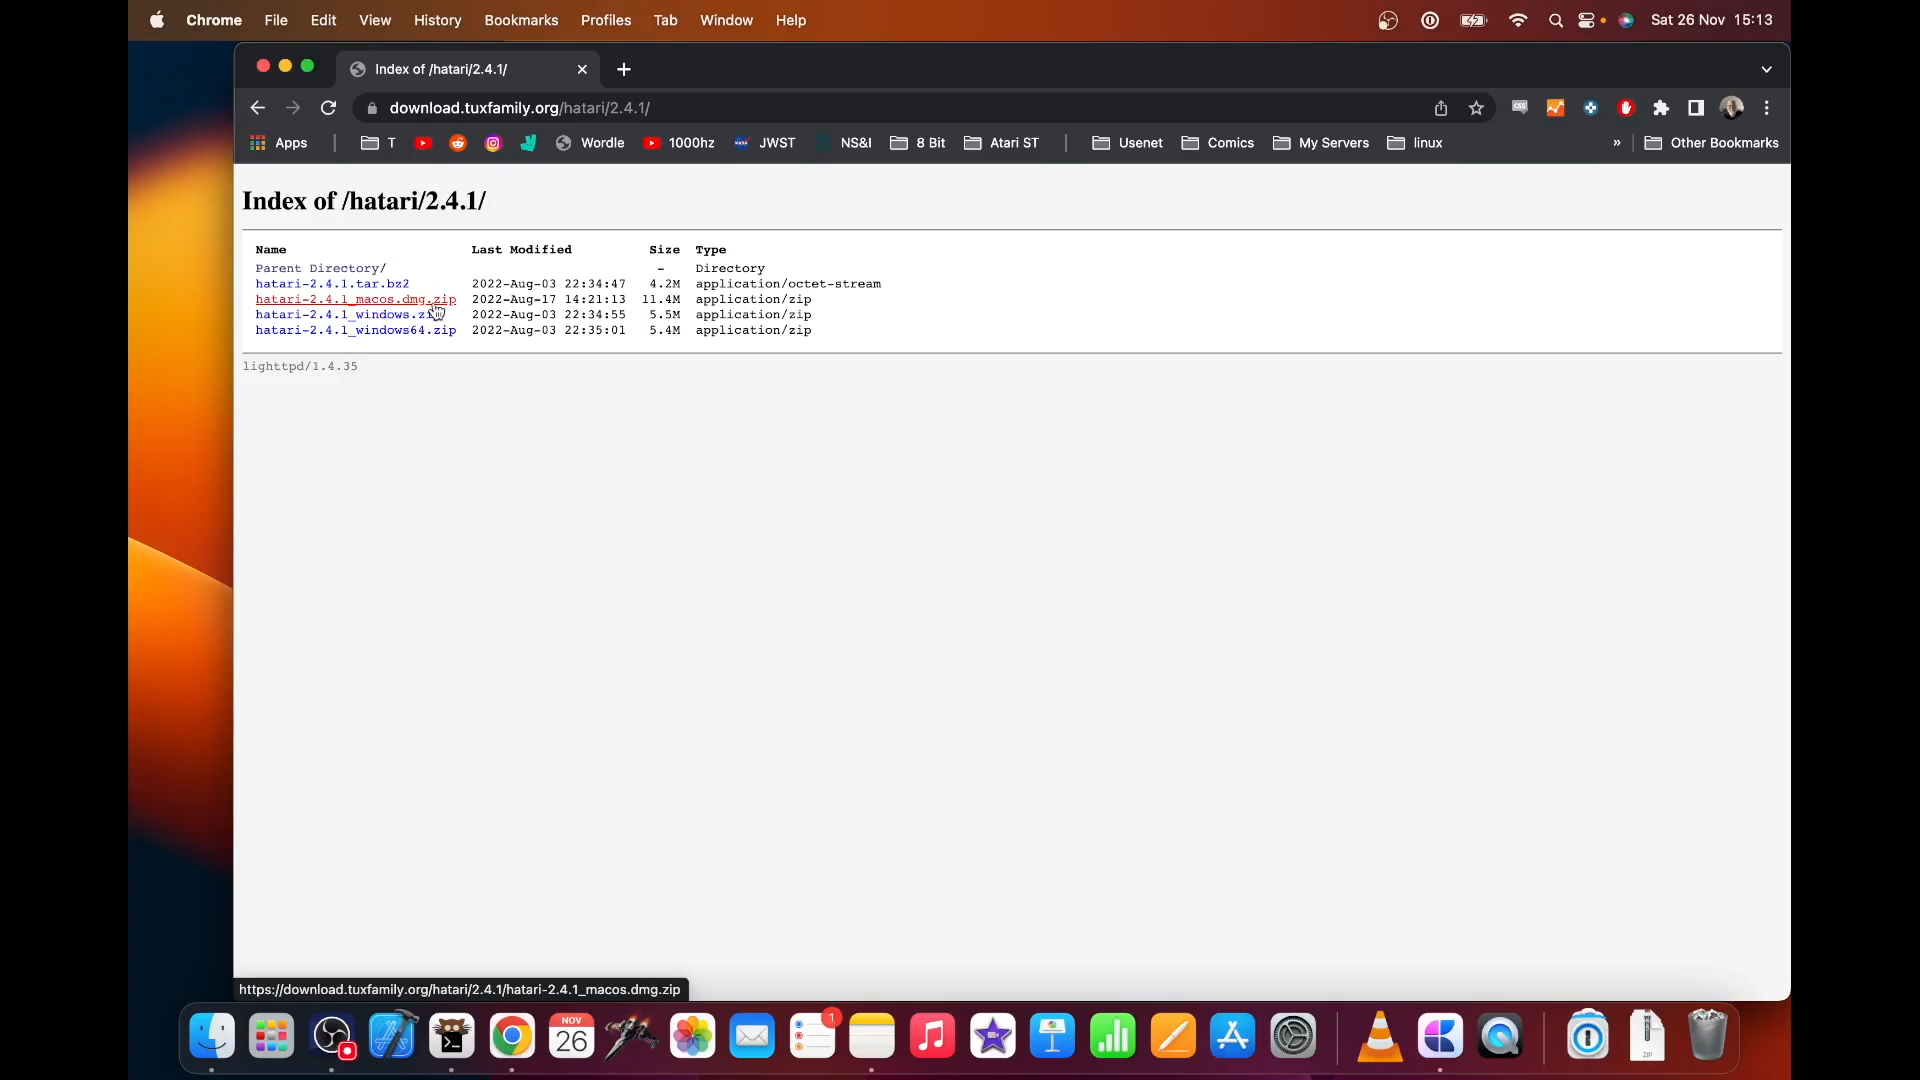 Chrome File Edit View History Bookmarks Profiles Tab Window Help Sat 26 Nov 15:13
Index of /hatari/2.4.1/
download.tuxfamily.org/hatari/2.4.1/
Apps T Wordle 1000hz JWST NS&I 8 Bit Atari ST Usenet Comics My Servers linux » Other Bookmarks
Index of /hatari/2.4.1/
Name Last Modified Size Type
Parent Directory/ - Directory
hatari-2.4.1.tar.bz2 2022-Aug-03 22:34:47 4.2M application/octet-stream
hatari-2.4.1_macos.dmg.zip 2022-Aug-17 14:21:13 11.4M application/zip
hatari-2.4.1_windows.zip 2022-Aug-03 22:34:55 5.5M application/zip
hatari-2.4.1_windows64.zip 2022-Aug-03 22:35:01 5.4M application/zip
lighttpd/1.4.35
https://download.tuxfamily.org/hatari/2.4.1/hatari-2.4.1_macos.dmg.zip
NOV
26
1
ZIP